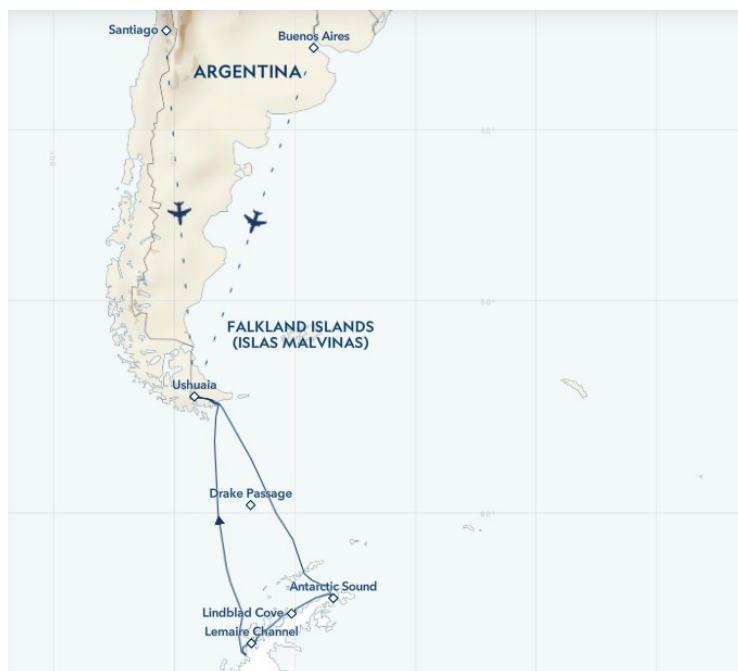 Santiago
Buenos Aires
ARGENTINA
FALKLAND ISLANDS
(ISLAS MALVINAS)
Ushuaia
Drake Passage
Antarctic Sound
Lindblad Cove
Lemaire Channel